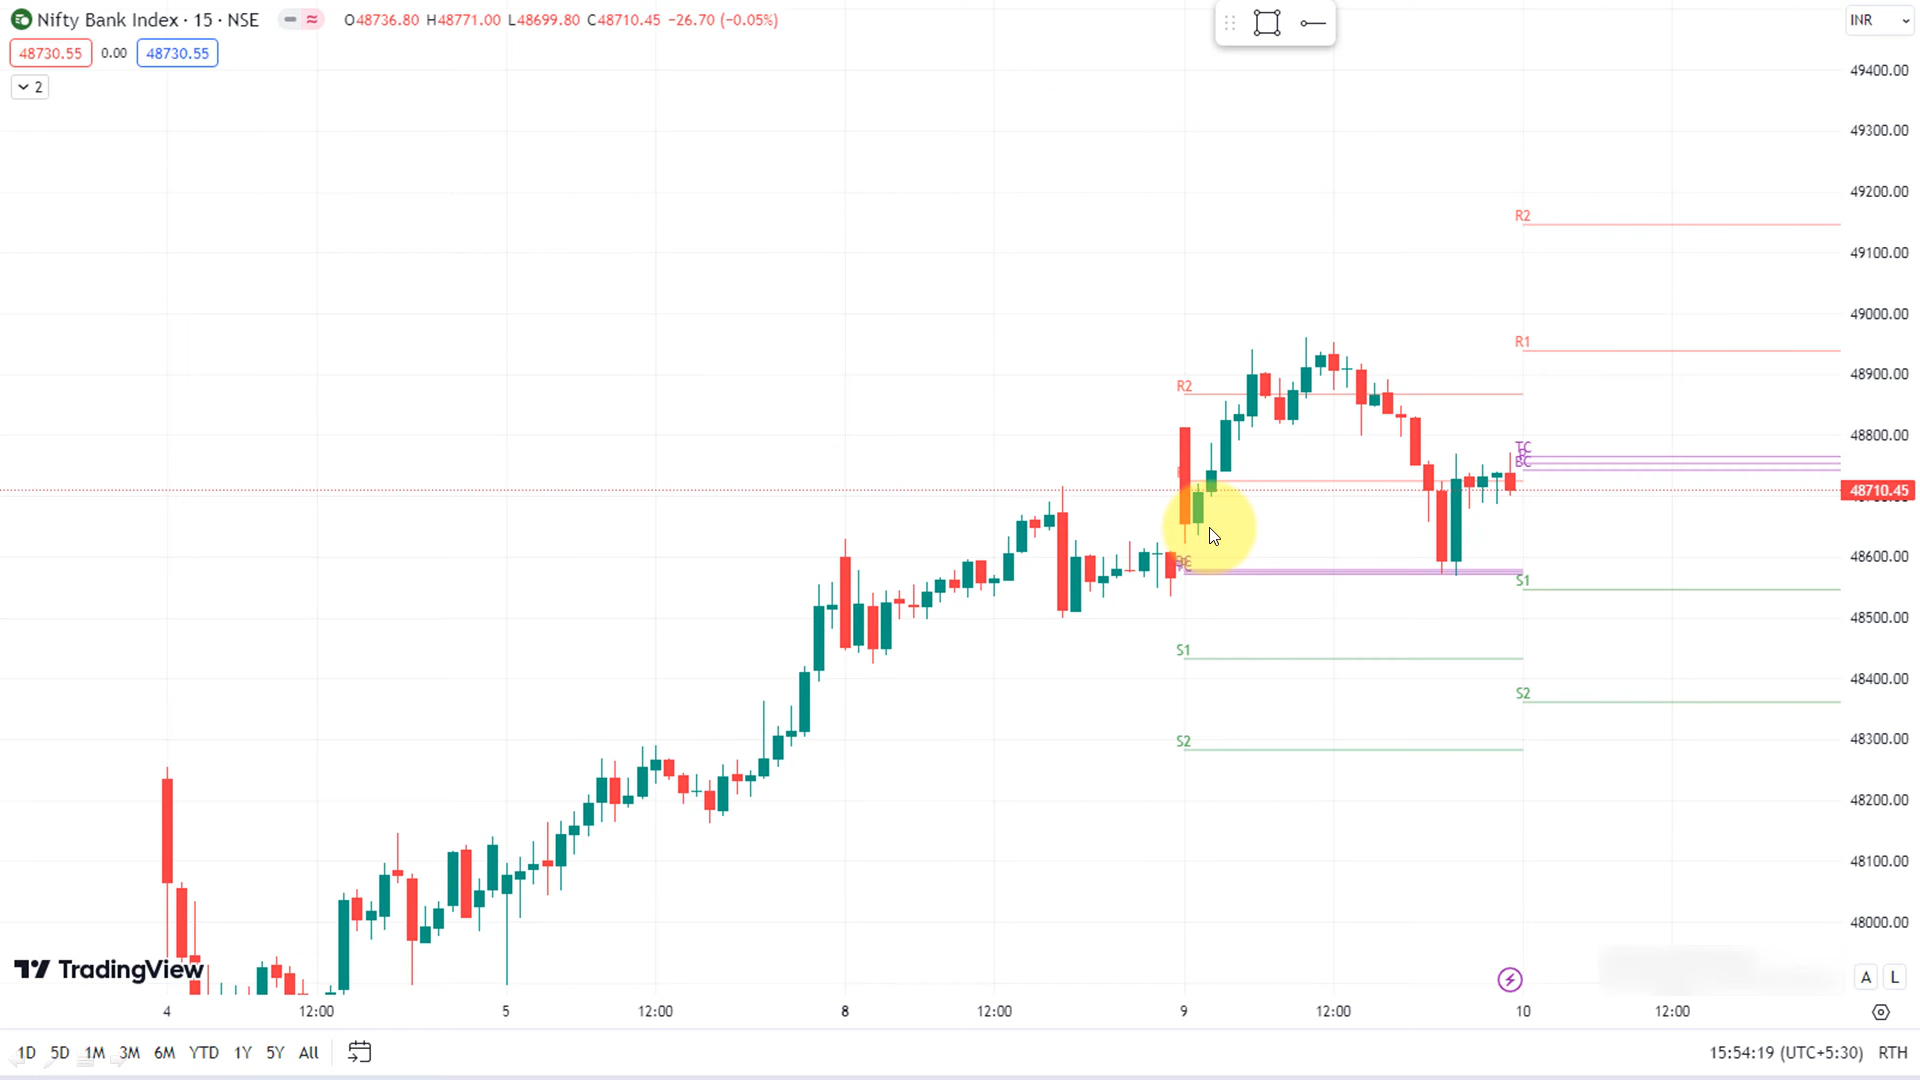 Nifty Bank Index · 15 · NSE O48736.80 H48771.00 L48699.80 C48710.45 −26.70 (−0.05%)
INR
48730.55 0.00 48730.55
2
49400.00
49300.00
49200.00
R2
49100.00
49000.00
R1
48900.00
R2
48800.00
TC
BC
48710.45
48600.00
S1
48500.00
S1
48400.00
S2
48300.00
S2
48200.00
48100.00
48000.00
TradingView
A L
4 12:00 5 12:00 8 12:00 9 12:00 10 12:00
1D 5D 1M 3M 6M YTD 1Y 5Y All 15:54:19 (UTC+5:30) RTH